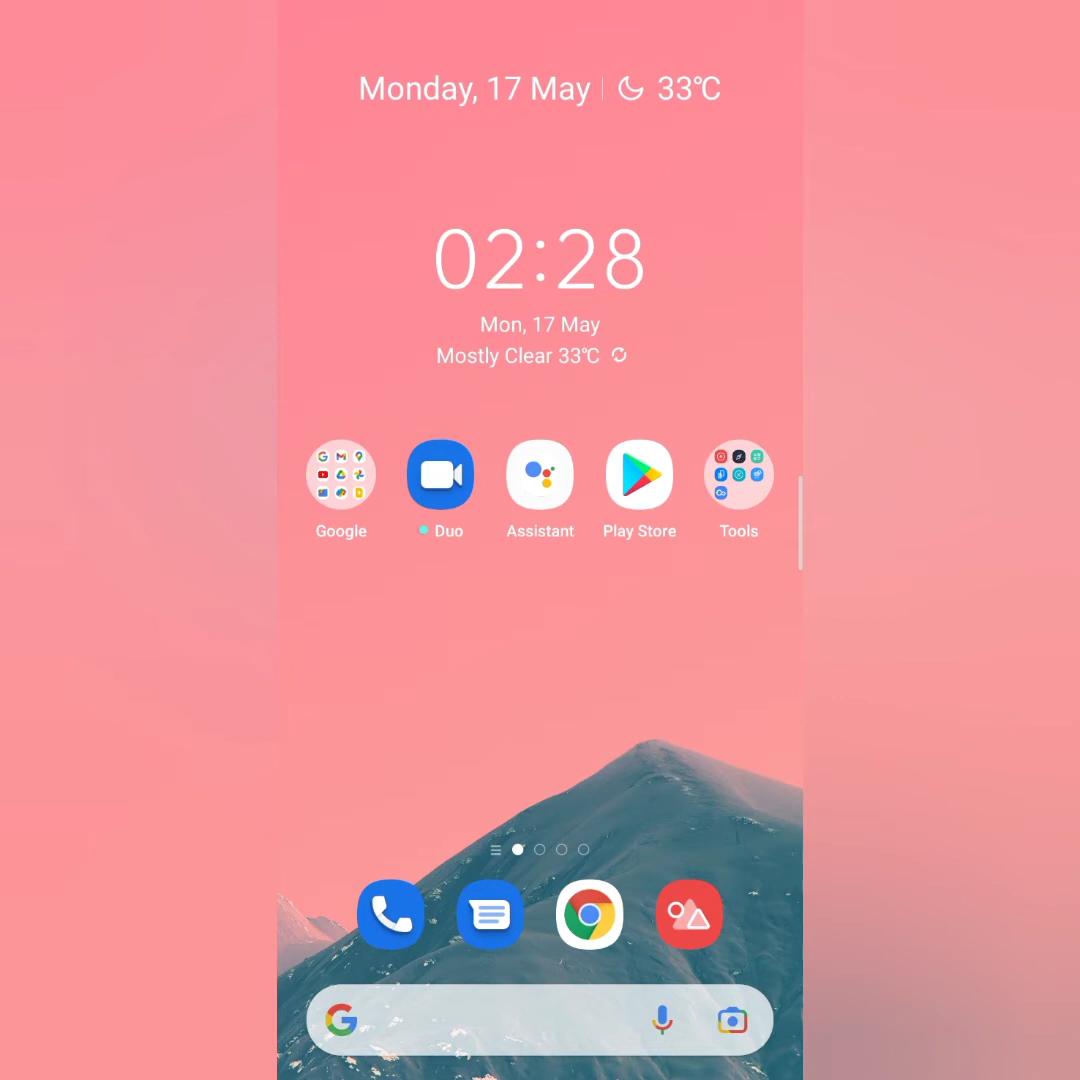 Monday, 17 May 33°C
02:28
Mon, 17 May
Mostly Clear 33°C
Google
Duo
Assistant
Play Store
Tools